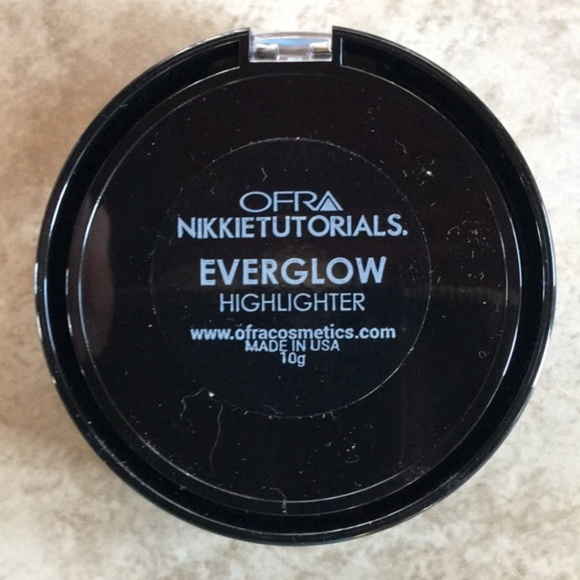 OFRA
NIKKIETUTORIALS.
EVERGLOW
HIGHLIGHTER
www.ofracosmetics.com
MADE IN USA
10g